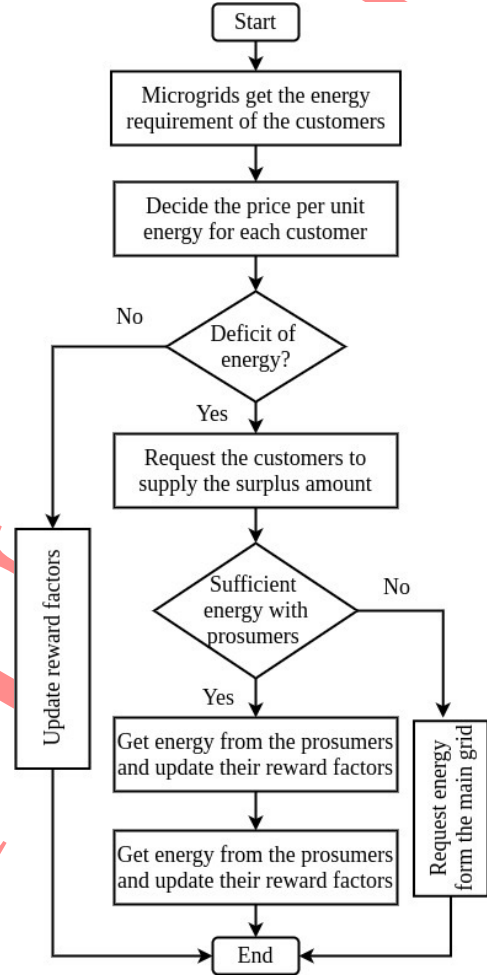 Start
Microgrids get the energy
requirement of the customers
Decide the price per unit
energy for each customer
No
Deficit of
energy?
Yes
Request the customers to
supply the surplus amount
Update reward factors
Sufficient
energy with
prosumers
No
Yes
Get energy from the prosumers
and update their reward factors
Request energy
form the main grid
Get energy from the prosumers
and update their reward factors
End